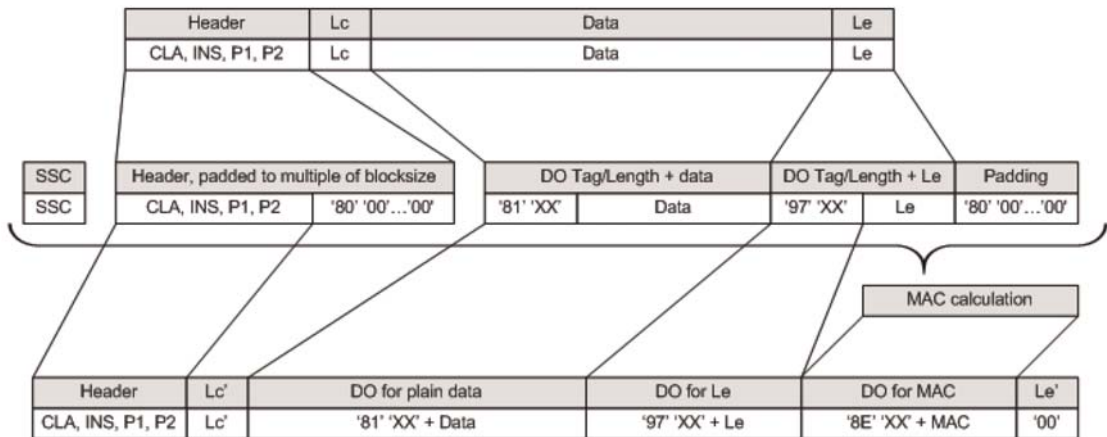 Header Lc Data Le
CLA, INS, P1, P2 Lc Data Le
SSC Header, padded to multiple of blocksize DO Tag/Length + data DO Tag/Length + Le Padding
SSC CLA, INS, P1, P2 '80' '00'...'00' '81' 'XX' Data '97' 'XX' Le '80' '00'...'00'
MAC calculation
Header Lc' DO for plain data DO for Le DO for MAC Le'
CLA, INS, P1, P2 Lc' '81' 'XX' + Data '97' 'XX' + Le '8E' 'XX' + MAC '00'